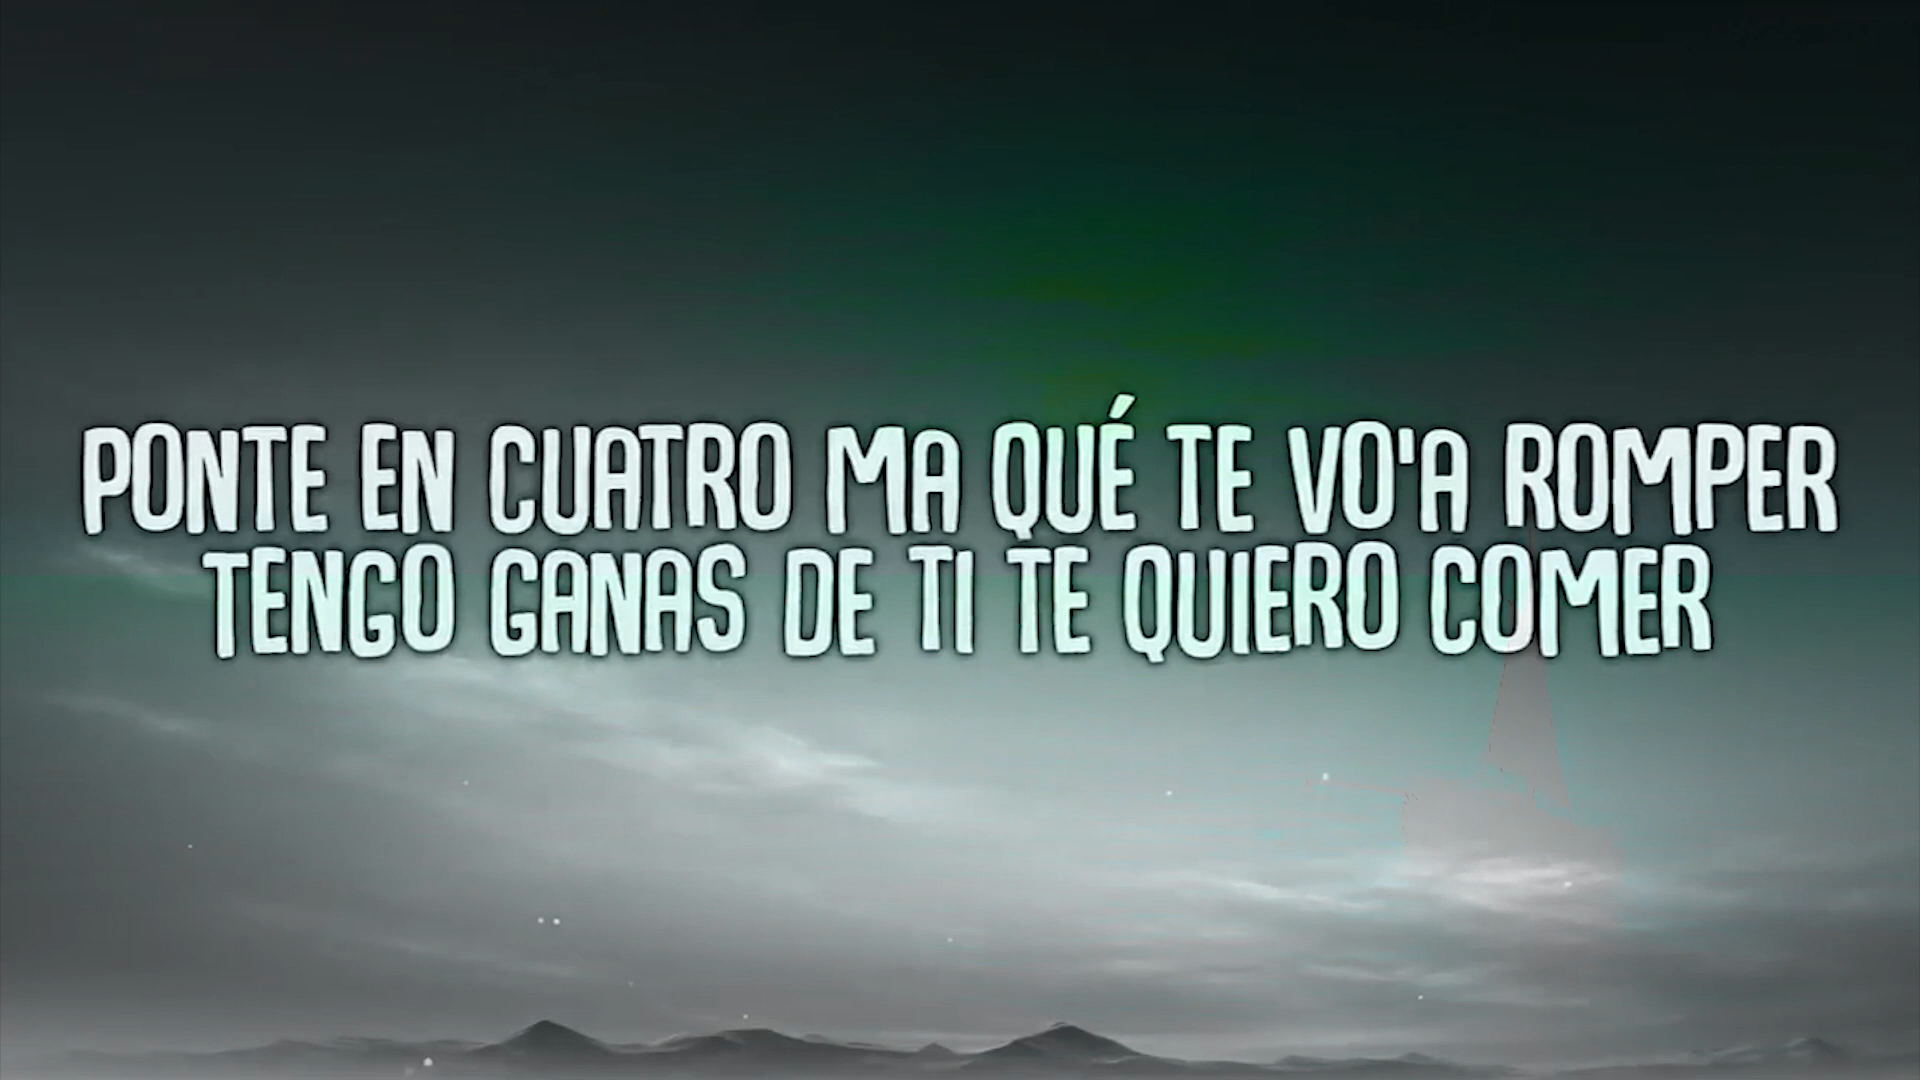 PONTE EN CUATRO MA QUÉ TE VO'A ROMPER
TENGO GANAS DE TI TE QUIERO COMER